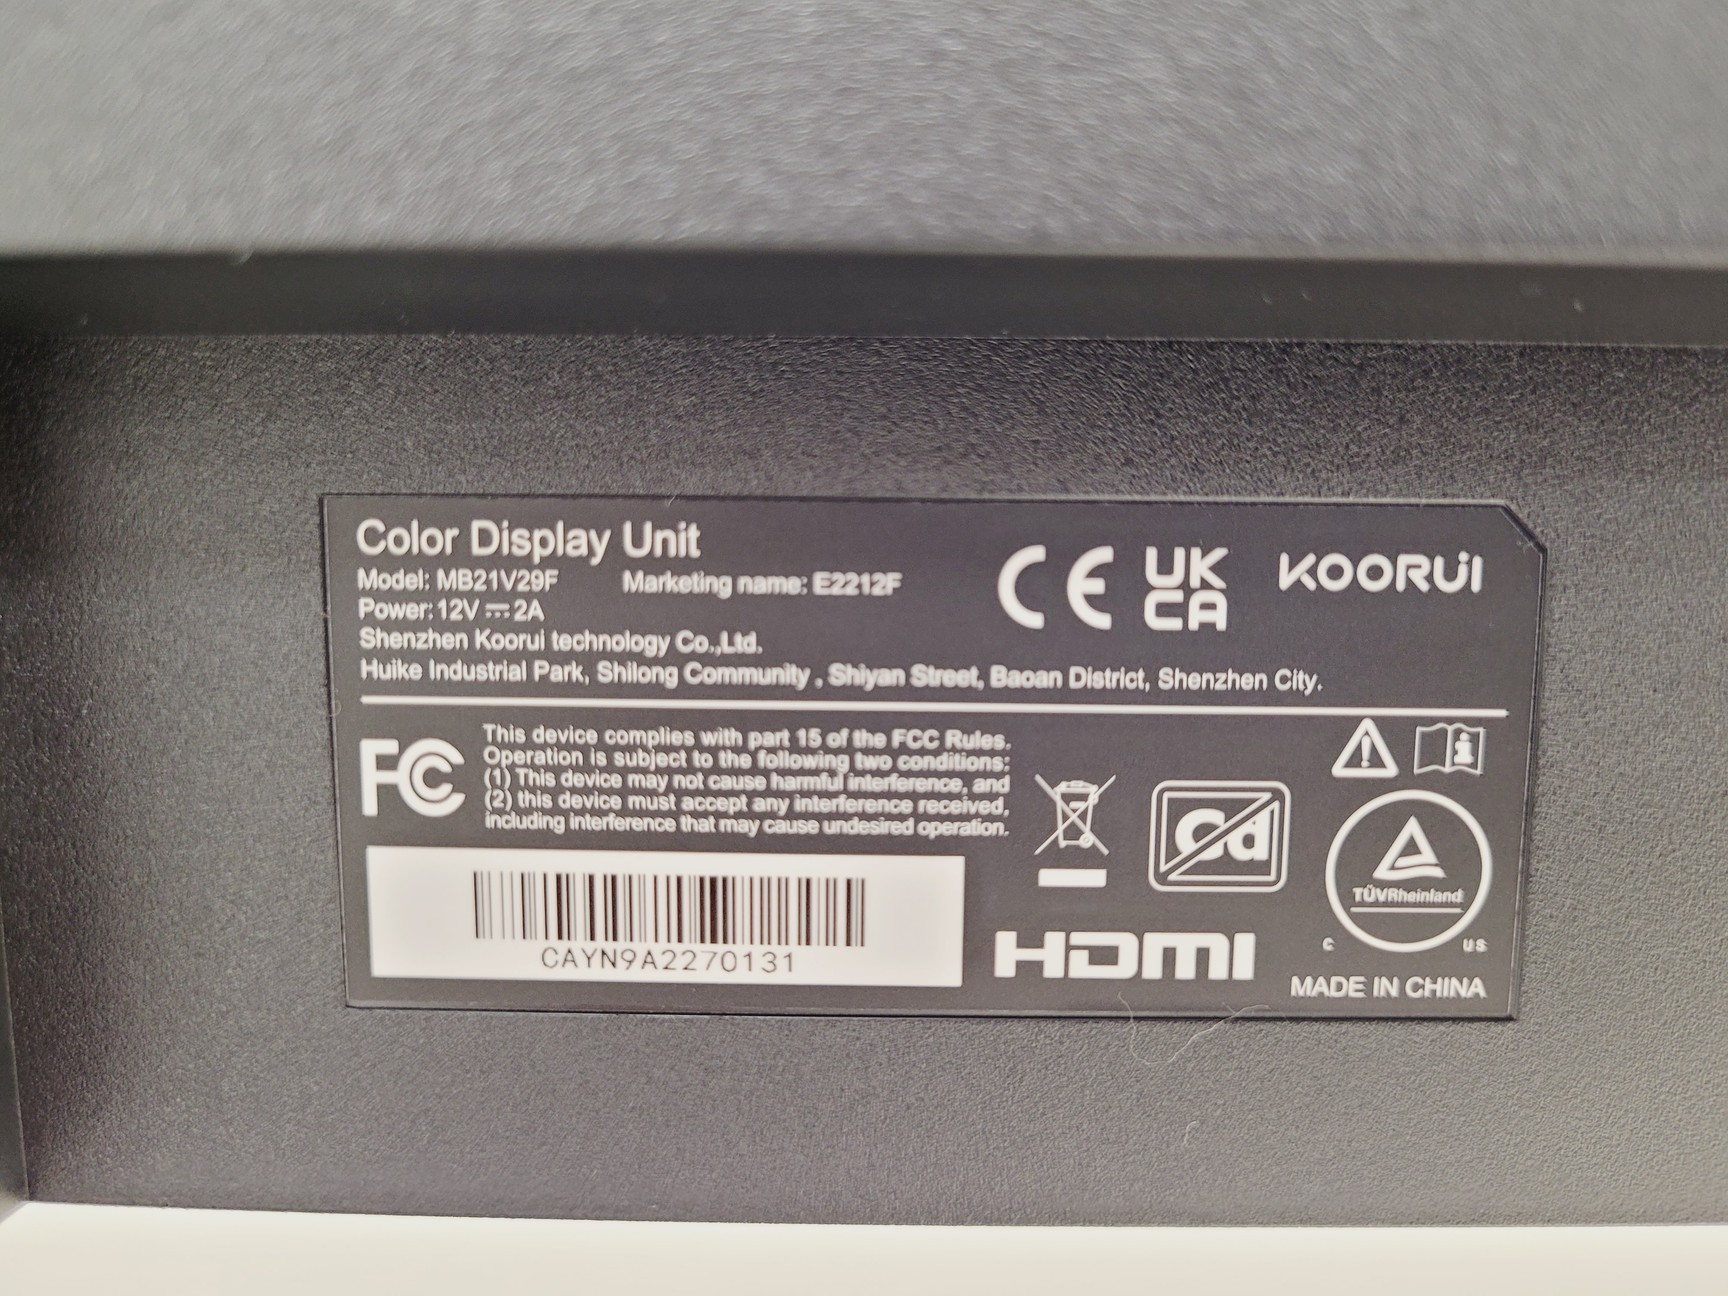 Color Display Unit
Model: MB21V29F Marketing name: E2212F
Power: 12V ⎓ 2A
Shenzhen Koorui technology Co.,Ltd.
Huike Industrial Park, Shilong Community , Shiyan Street, Baoan District, Shenzhen City.
CE UK CA KOORUI
FC
This device complies with part 15 of the FCC Rules.
Operation is subject to the following two conditions:
(1) This device may not cause harmful interference, and
(2) this device must accept any interference received,
including interference that may cause undesired operation.
Cd
TÜVRheinland
C US
CAYN9A2270131
HDMI
MADE IN CHINA